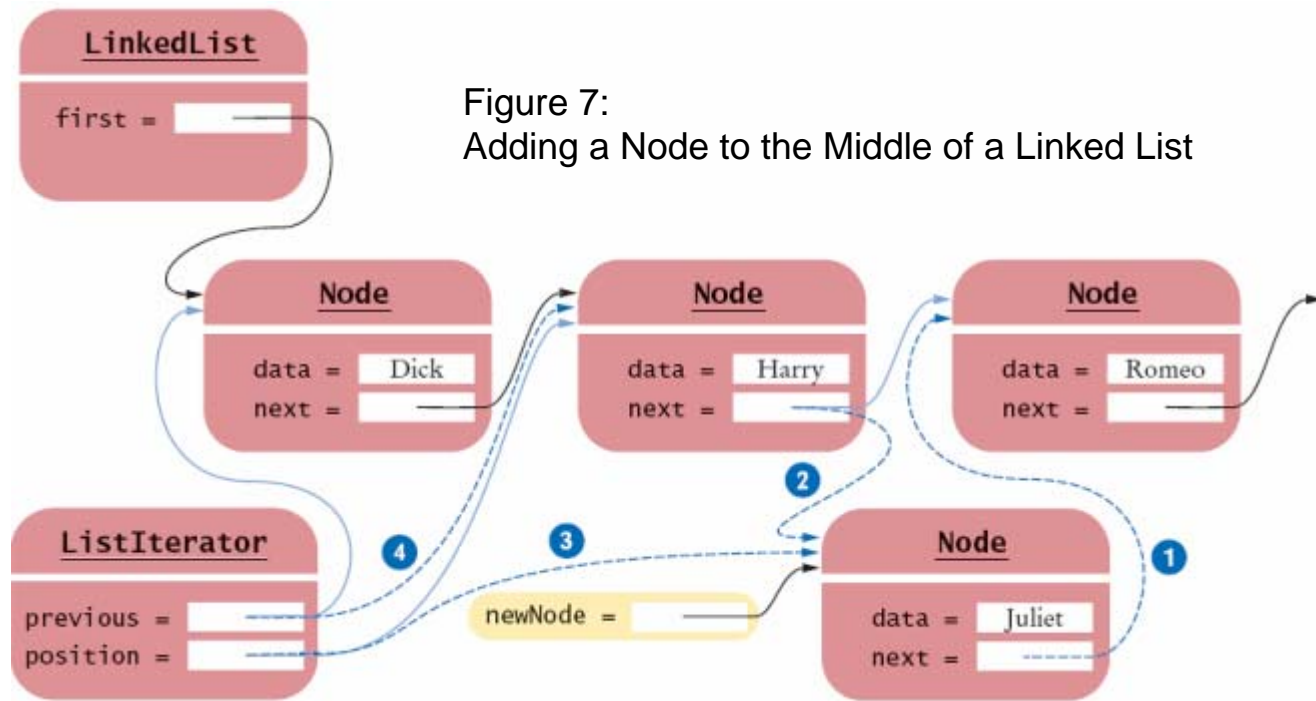 LinkedList
first =
Figure 7:
Adding a Node to the Middle of a Linked List
Node
data = Dick
next =
Node
data = Harry
next =
Node
data = Romeo
next =
2
ListIterator
previous =
position =
4
3
newNode =
Node
data = Juliet
next =
1